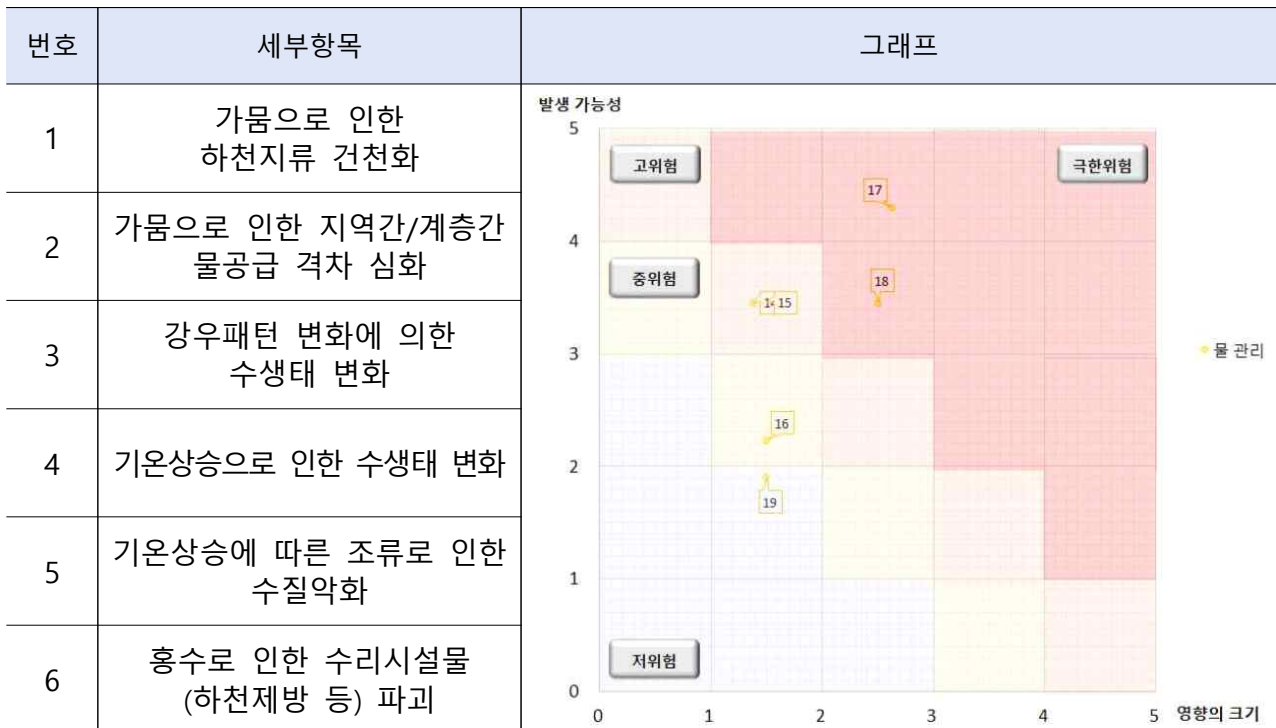 번호 세부항목 그래프
1 가뭄으로 인한
하천지류 건천화
2 가뭄으로 인한 지역간/계층간
물공급 격차 심화
3 강우패턴 변화에 의한
수생태 변화
4 기온상승으로 인한 수생태 변화
5 기온상승에 따른 조류로 인한
수질악화
6 홍수로 인한 수리시설물
(하천제방 등) 파괴
발생 가능성
5
고위험 극한위험
17
4
중위험 18
14 15
3
물 관리
16
2
19
1
저위험
0
0 1 2 3 4 5 영향의 크기